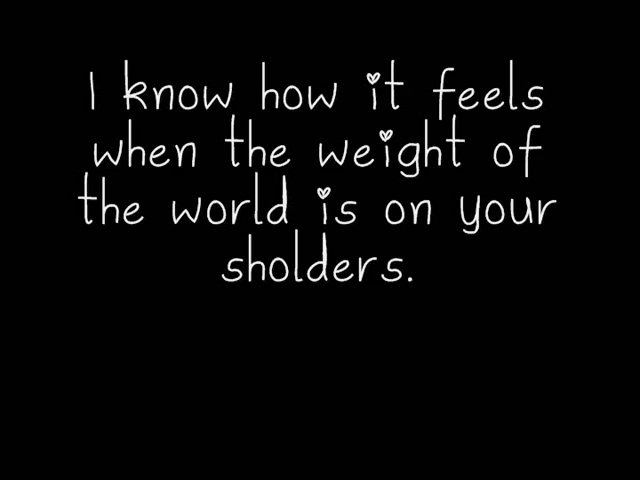 I know how it feels
when the weight of
the world is on your
sholders.